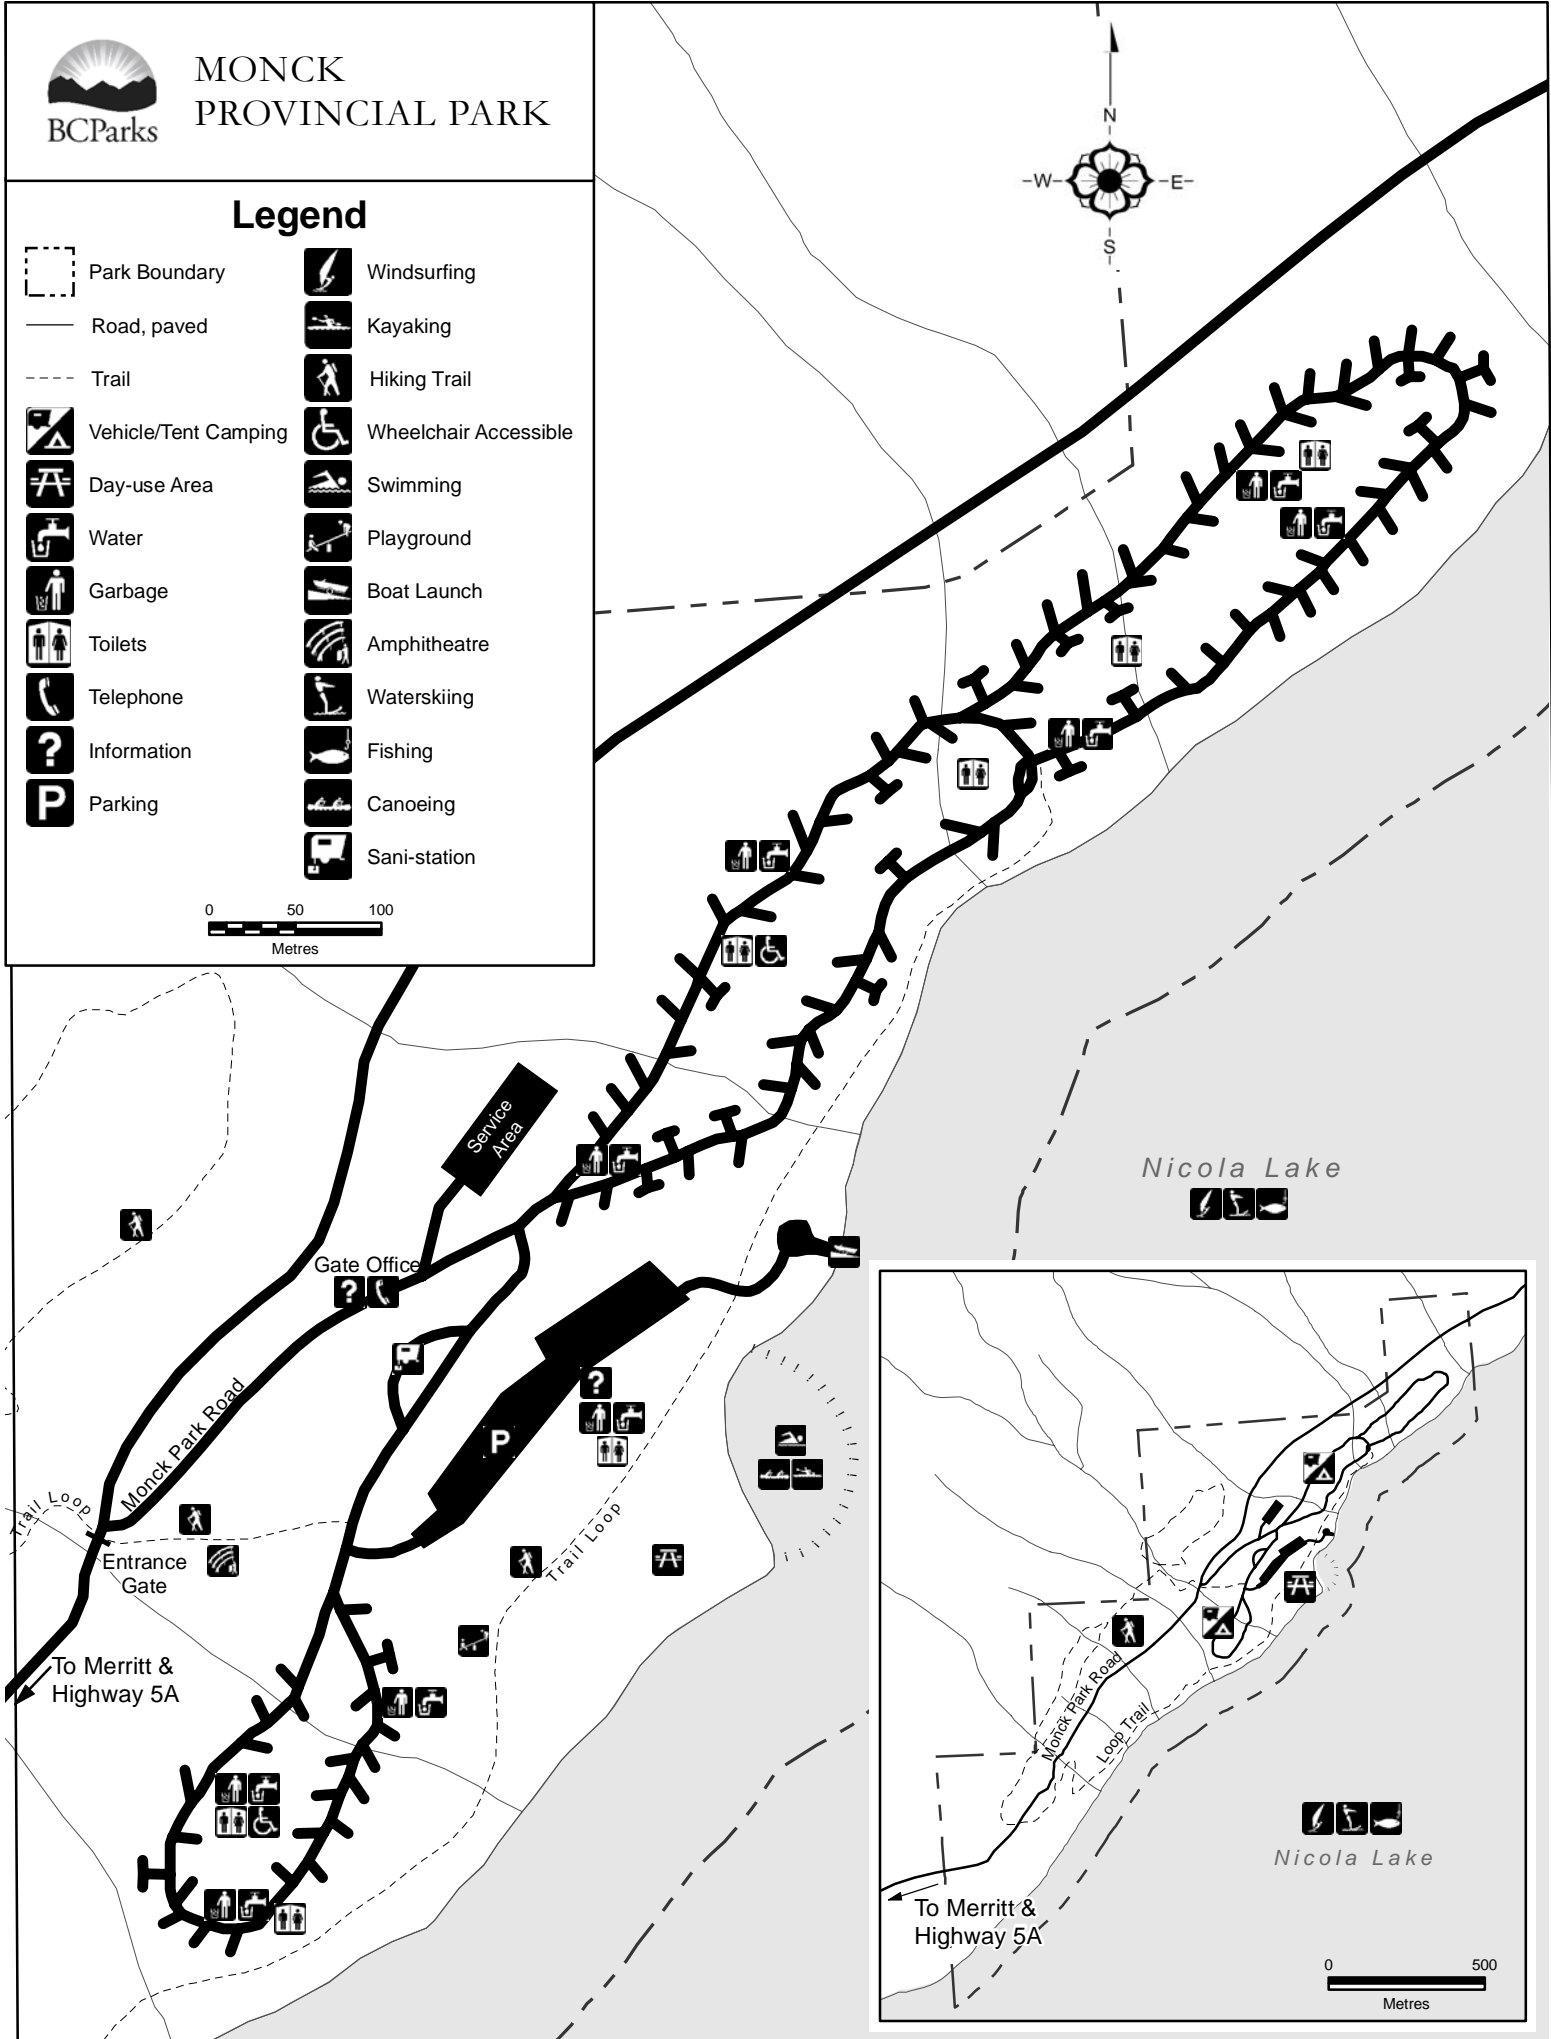 BCParks
MONCK
PROVINCIAL PARK
Legend
Park Boundary
Road, paved
Trail
Vehicle/Tent Camping
Day-use Area
Water
Garbage
Toilets
Telephone
?
Information
P
Parking
Windsurfing
Kayaking
Hiking Trail
Wheelchair Accessible
Swimming
Playground
Boat Launch
Amphitheatre
Waterskiing
Fishing
Canoeing
Sani-station
0 50 100
Metres
N
W E
S
Service
Area
Nicola Lake
Gate Office
?
Monck Park Road
?
P
Trail Loop
Trail Loop
Entrance
Gate
To Merritt &
Highway 5A
Monck Park Road
Loop Trail
Nicola Lake
To Merritt &
Highway 5A
0 500
Metres